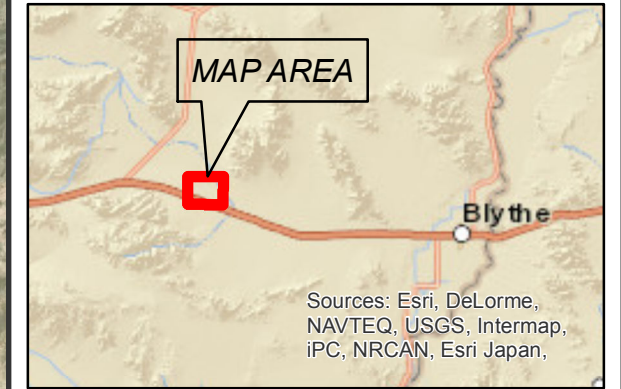 MAP AREA
Blythe
Sources: Esri, DeLorme,
NAVTEQ, USGS, Intermap,
iPC, NRCAN, Esri Japan,